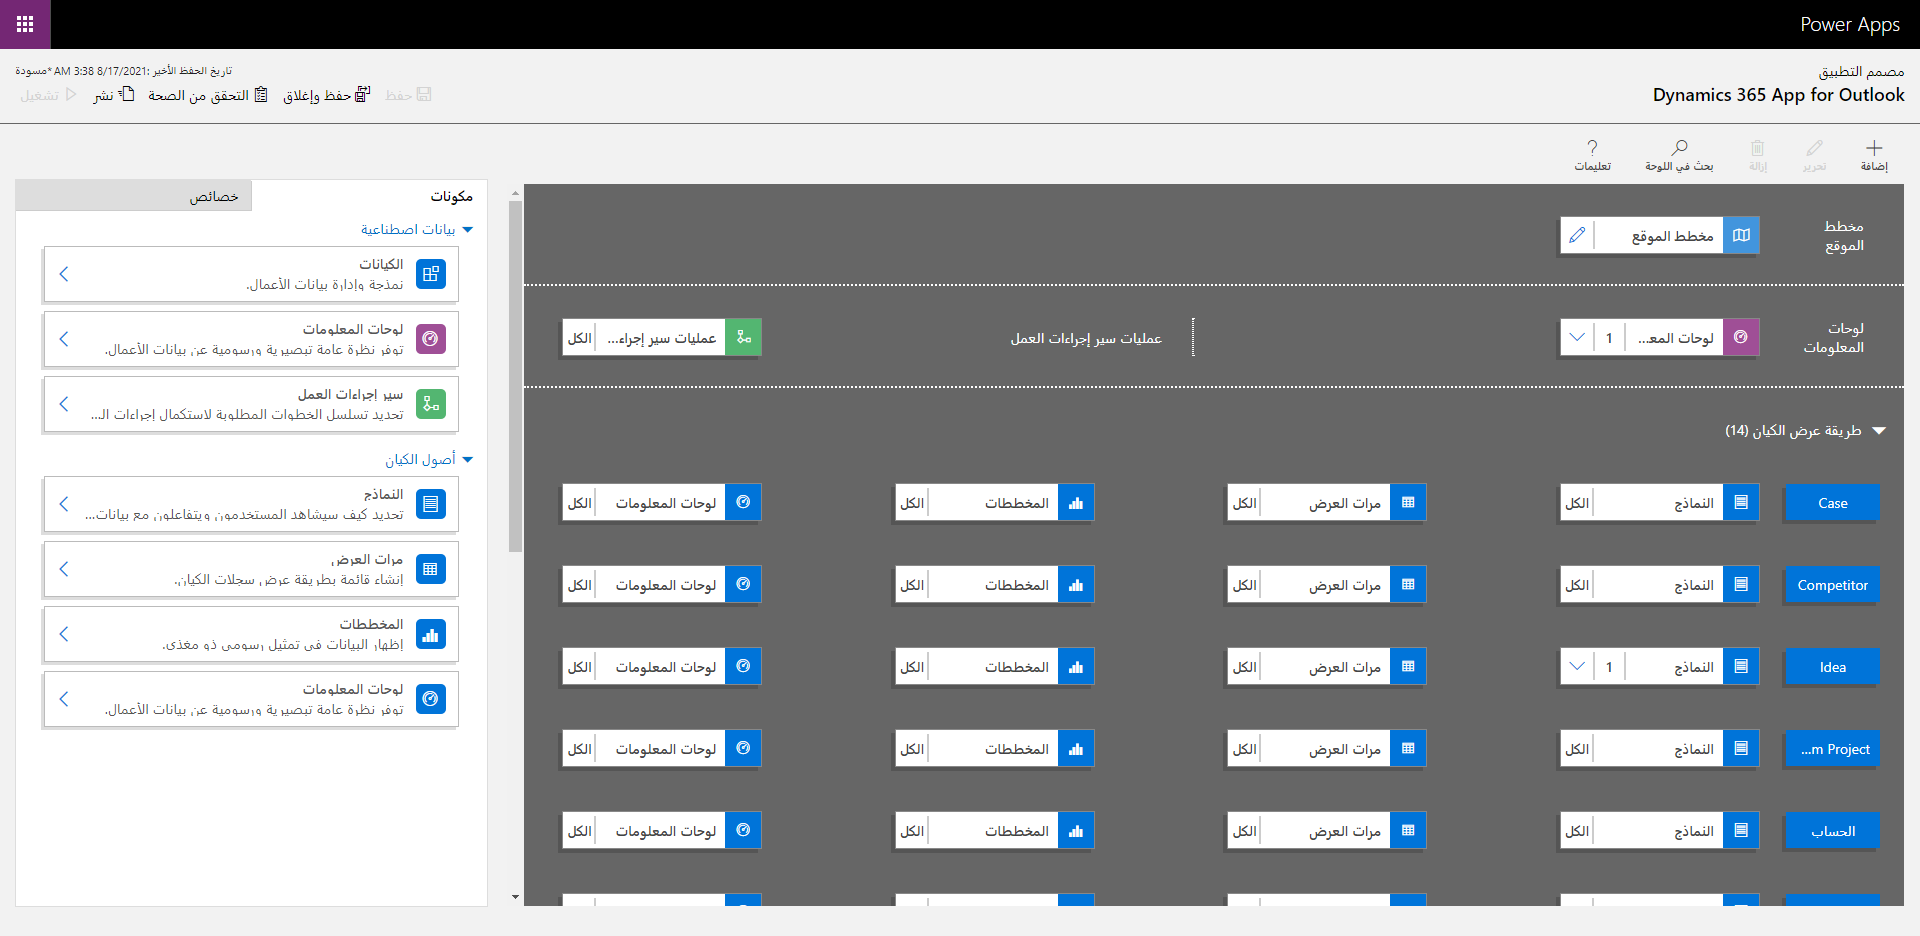 Power Apps
مصمم التطبيق
Dynamics 365 App for Outlook
تاريخ الحفظ الأخير :8/17/2021 3:38 AM *مسودة
حفظ
حفظ وإغلاق
التحقق من الصحة
نشر
تشغيل
إضافة
تحرير
إزالة
بحث في اللوحة
تعليمات
مخطط
الموقع
مخطط الموقع
لوحات
المعلومات
لوحات المعـ...
1
عمليات سير إجراءات العمل
عمليات سير إجراء...
الكل
طريقة عرض الكيان (14)
Case
النماذج
الكل
مرات العرض
الكل
المخططات
الكل
لوحات المعلومات
الكل
Competitor
النماذج
الكل
مرات العرض
الكل
المخططات
الكل
لوحات المعلومات
الكل
Idea
النماذج
1
مرات العرض
الكل
المخططات
الكل
لوحات المعلومات
الكل
...m Project
النماذج
الكل
مرات العرض
الكل
المخططات
الكل
لوحات المعلومات
الكل
الحساب
النماذج
الكل
مرات العرض
الكل
المخططات
الكل
لوحات المعلومات
الكل
مكونات
خصائص
بيانات اصطناعية
الكيانات
نمذجة وإدارة بيانات الأعمال.
لوحات المعلومات
توفر نظرة عامة تبصيرية ورسومية عن بيانات الأعمال.
سير إجراءات العمل
تحديد تسلسل الخطوات المطلوبة لاستكمال إجراءات الـ...
أصول الكيان
النماذج
تحديد كيف سيشاهد المستخدمون ويتفاعلون مع بيانات...
مرات العرض
إنشاء قائمة بطريقة عرض سجلات الكيان.
المخططات
إظهار البيانات في تمثيل رسومي ذو مغذى.
لوحات المعلومات
توفر نظرة عامة تبصيرية ورسومية عن بيانات الأعمال.